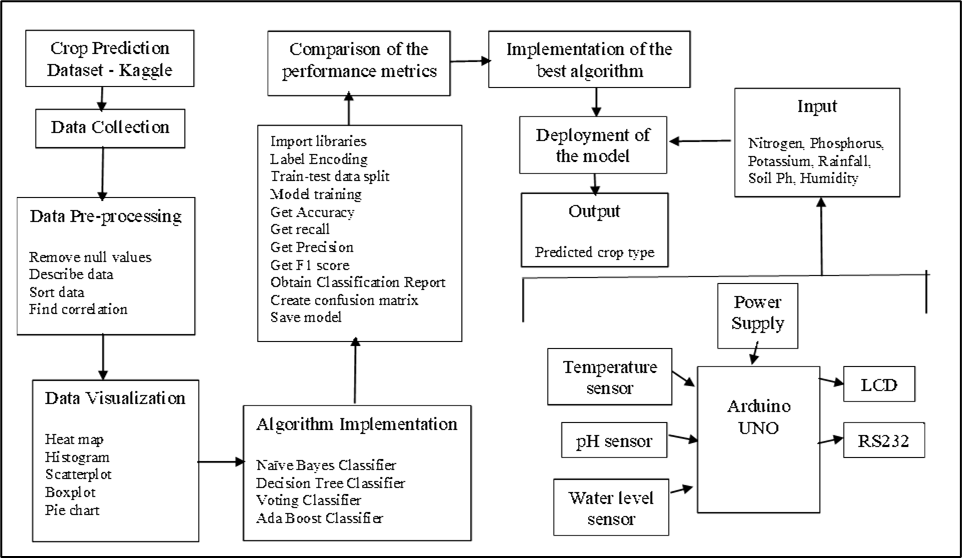 Crop Prediction
Dataset - Kaggle
Data Collection
Data Pre-processing
Remove null values
Describe data
Sort data
Find correlation
Data Visualization
Heat map
Histogram
Scatterplot
Boxplot
Pie chart
Algorithm Implementation
Naïve Bayes Classifier
Decision Tree Classifier
Voting Classifier
Ada Boost Classifier
Import libraries
Label Encoding
Train-test data split
Model training
Get Accuracy
Get recall
Get Precision
Get F1 score
Obtain Classification Report
Create confusion matrix
Save model
Comparison of the
performance metrics
Implementation of the
best algorithm
Deployment of
the model
Output
Predicted crop type
Input
Nitrogen, Phosphorus,
Potassium, Rainfall,
Soil Ph, Humidity
Power
Supply
Temperature
sensor
pH sensor
Water level
sensor
Arduino
UNO
LCD
RS232